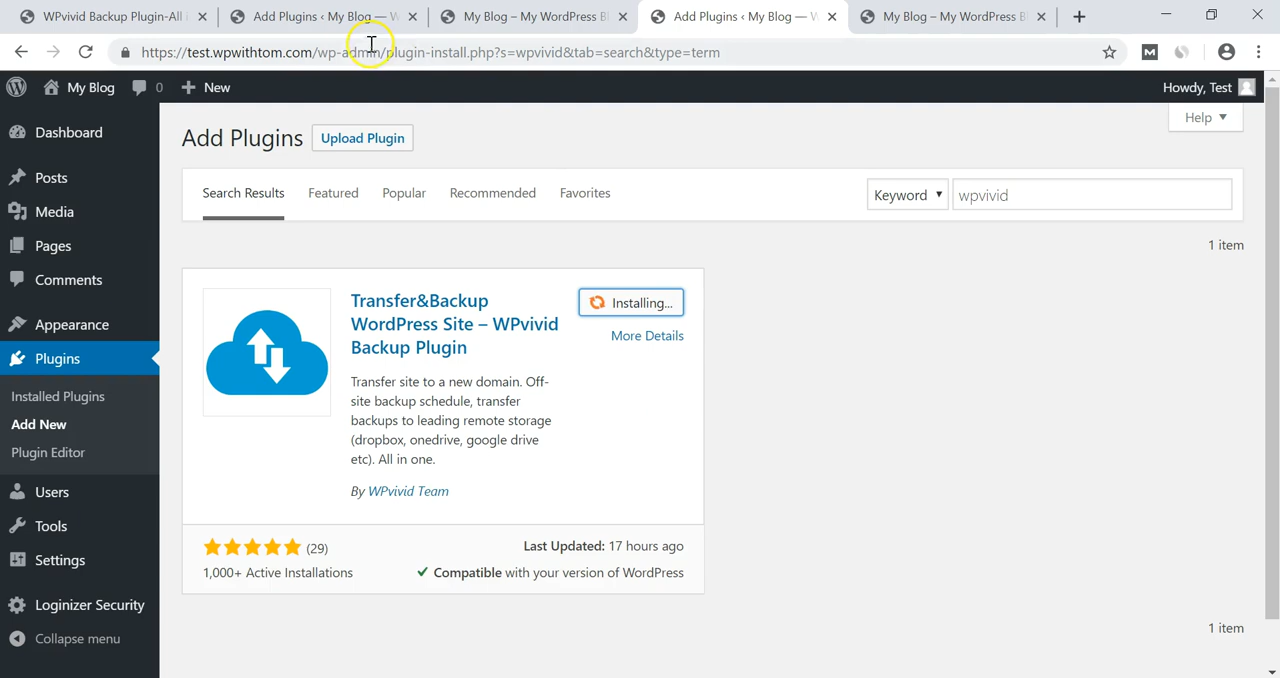 WPvivid Backup Plugin-All i
Add Plugins ‹ My Blog — W
My Blog – My WordPress Bl
Add Plugins ‹ My Blog — W
My Blog – My WordPress Bl
https://test.wpwithtom.com/wp-admin/plugin-install.php?s=wpvivid&tab=search&type=term
My Blog 0 New Howdy, Test
Help ▼
Dashboard
Posts
Media
Pages
Comments
Appearance
Plugins
Installed Plugins
Add New
Plugin Editor
Users
Tools
Settings
Loginizer Security
Collapse menu
Add Plugins Upload Plugin
Search Results Featured Popular Recommended Favorites Keyword ▼ wpvivid
1 item
Transfer&Backup
WordPress Site – WPvivid
Backup Plugin
Installing...
More Details
Transfer site to a new domain. Off-
site backup schedule, transfer
backups to leading remote storage
(dropbox, onedrive, google drive
etc). All in one.
By WPvivid Team
(29) Last Updated: 17 hours ago
1,000+ Active Installations ✔ Compatible with your version of WordPress
1 item